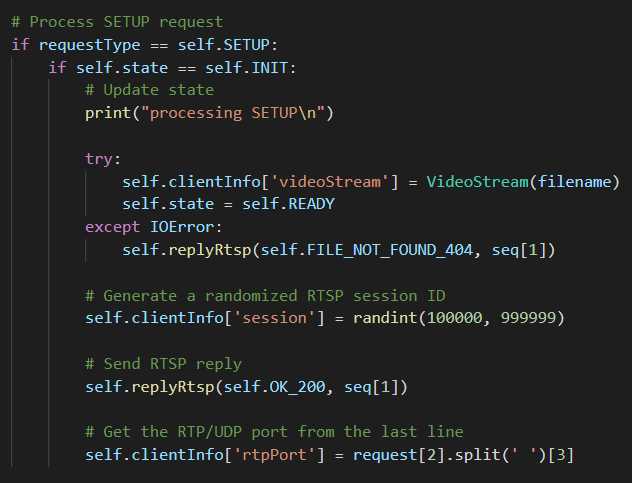 # Process SETUP request
if requestType == self.SETUP:
    if self.state == self.INIT:
        # Update state
        print("processing SETUP\n")

        try:
            self.clientInfo['videoStream'] = VideoStream(filename)
            self.state = self.READY
        except IOError:
            self.replyRtsp(self.FILE_NOT_FOUND_404, seq[1])

        # Generate a randomized RTSP session ID
        self.clientInfo['session'] = randint(100000, 999999)

        # Send RTSP reply
        self.replyRtsp(self.OK_200, seq[1])

        # Get the RTP/UDP port from the last line
        self.clientInfo['rtpPort'] = request[2].split(' ')[3]